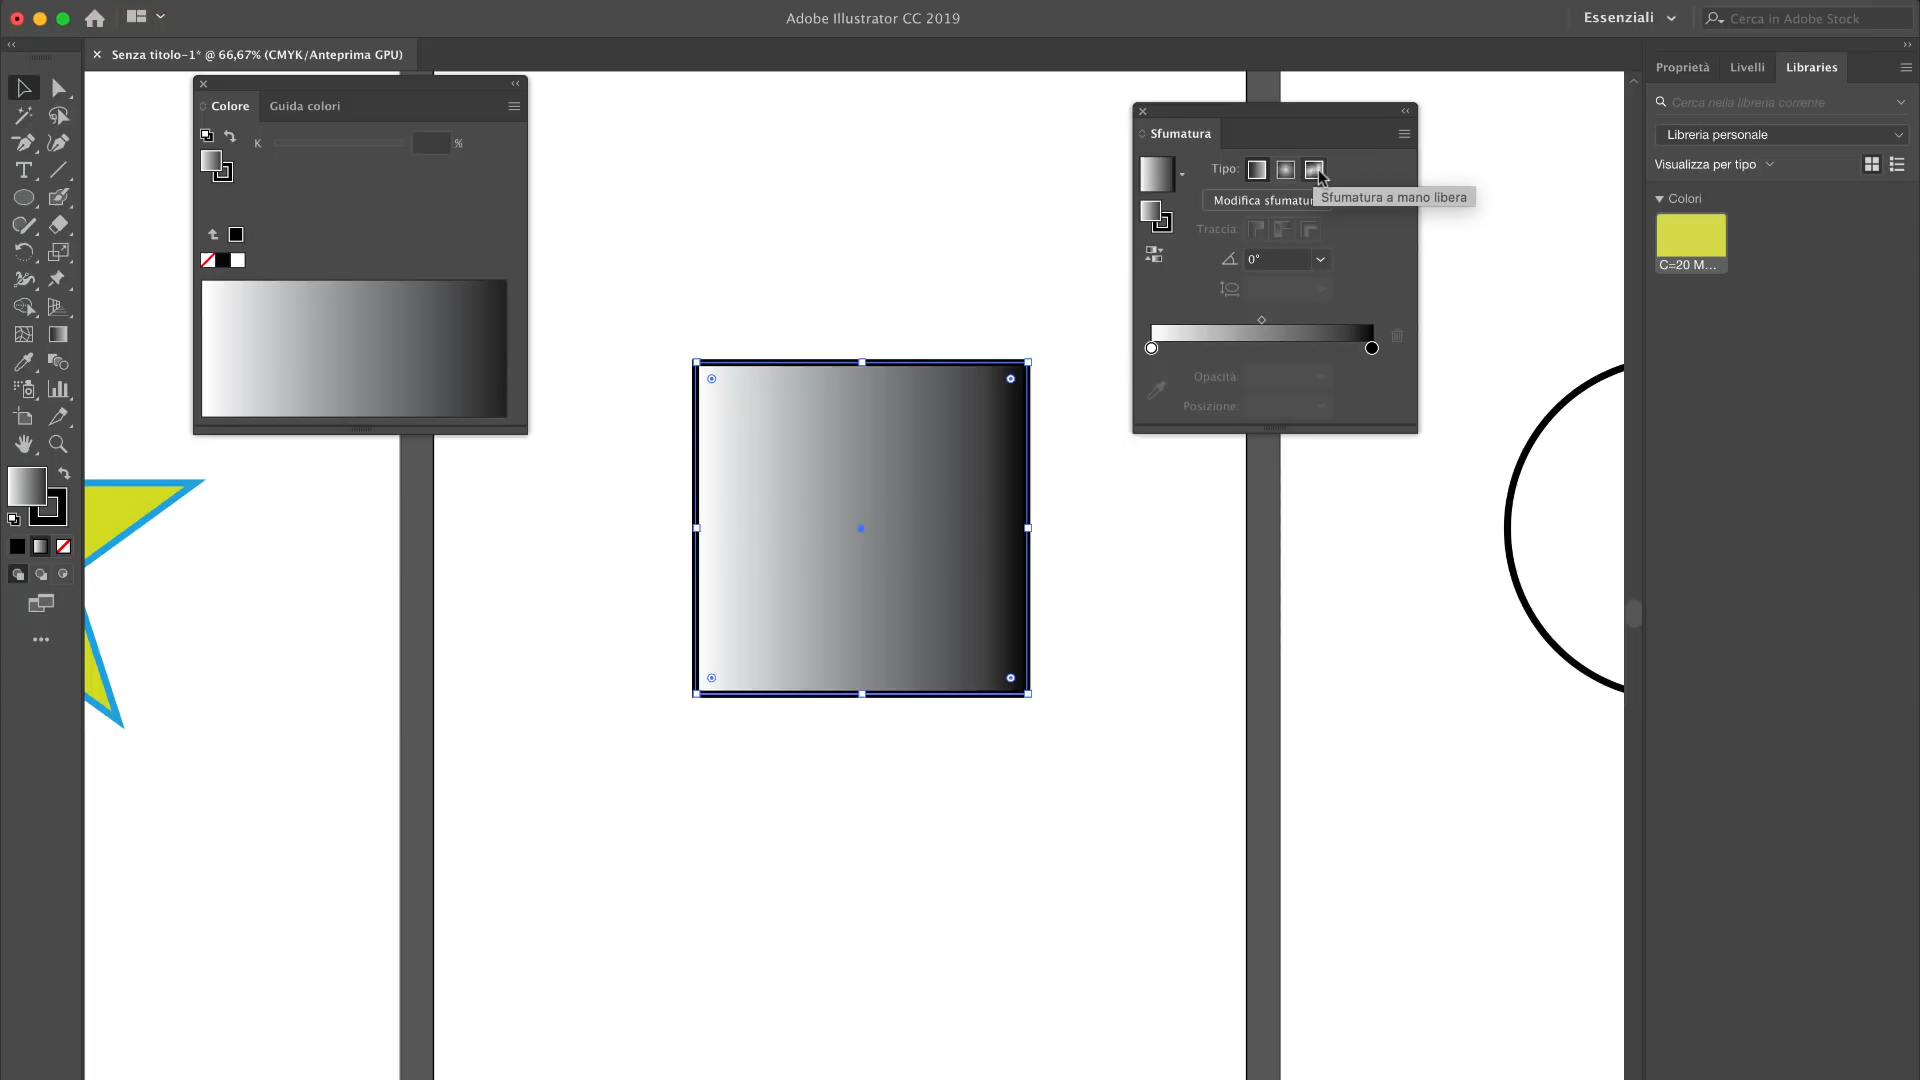 Adobe Illustrator CC 2019
Essenziali
Cerca in Adobe Stock
Senza titolo-1* @ 66,67% (CMYK/Anteprima GPU)
Proprietà
Livelli
Libraries
Colore
Guida colori
K
%
Sfumatura
Tipo:
Modifica sfumatur
Sfumatura a mano libera
Traccia:
0°
Opacità:
Posizione:
Cerca nella libreria corrente
Libreria personale
Visualizza per tipo
Colori
C=20 M...